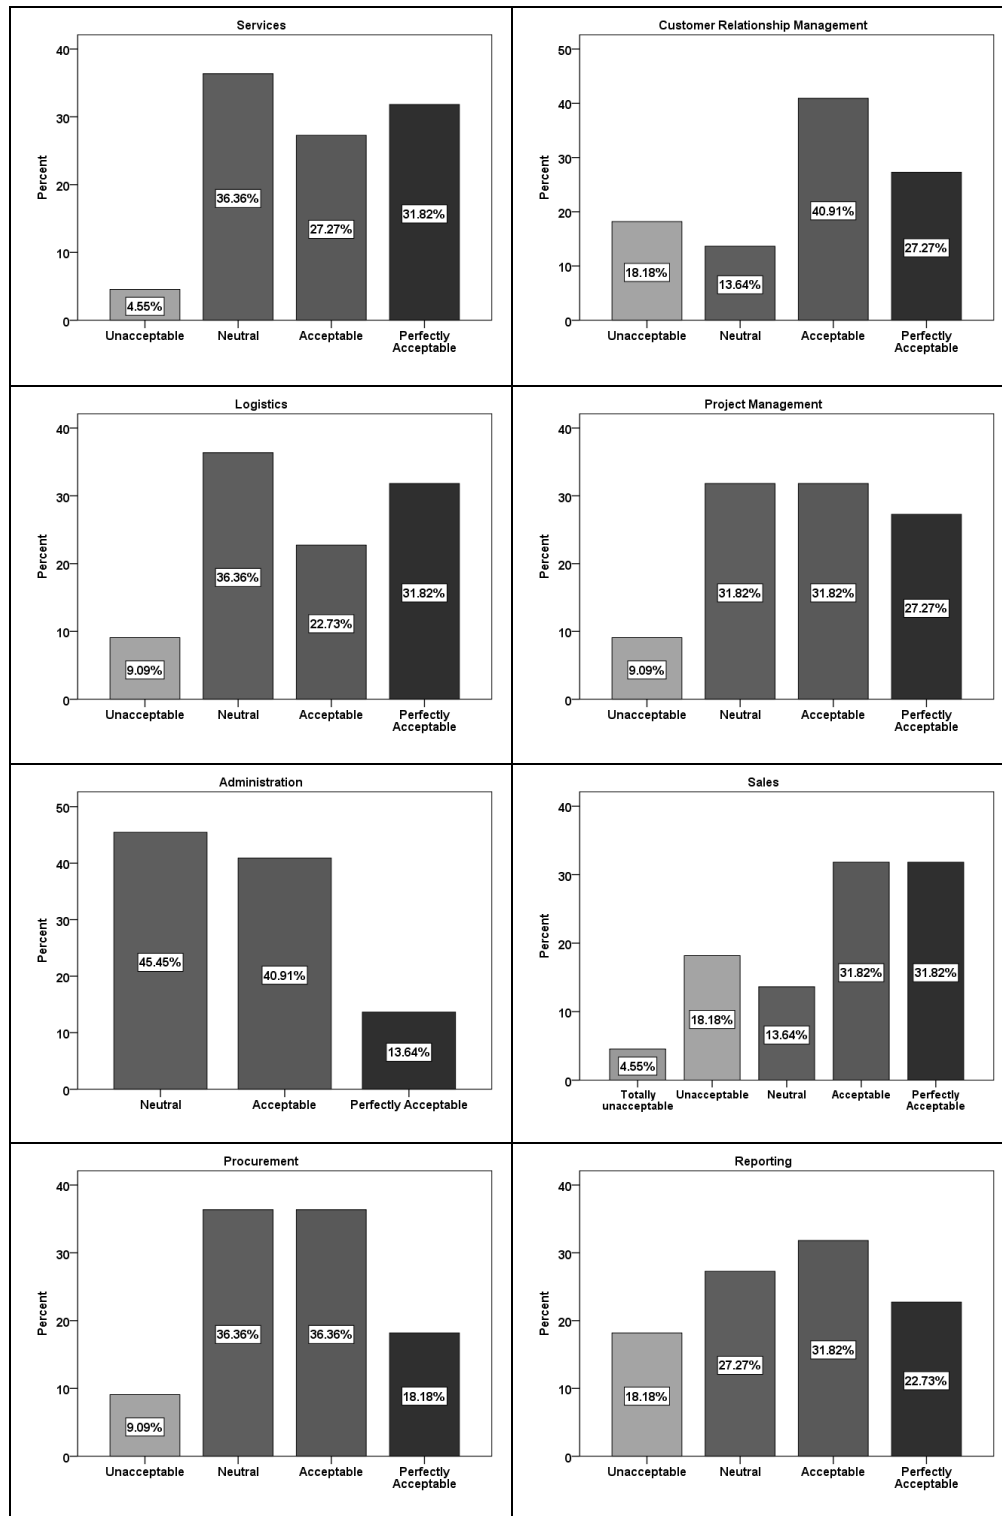 Services
40
30
20
10
0
Percent
4.55%
36.36%
27.27%
31.82%
Unacceptable
Neutral
Acceptable
Perfectly
Acceptable
Customer Relationship Management
50
40
30
20
10
0
Percent
18.18%
13.64%
40.91%
27.27%
Unacceptable
Neutral
Acceptable
Perfectly
Acceptable
Logistics
40
30
20
10
0
Percent
9.09%
36.36%
22.73%
31.82%
Unacceptable
Neutral
Acceptable
Perfectly
Acceptable
Project Management
40
30
20
10
0
Percent
9.09%
31.82%
31.82%
27.27%
Unacceptable
Neutral
Acceptable
Perfectly
Acceptable
Administration
50
40
30
20
10
0
Percent
45.45%
40.91%
13.64%
Neutral
Acceptable
Perfectly Acceptable
Sales
40
30
20
10
0
Percent
4.55%
18.18%
13.64%
31.82%
31.82%
Totally
unacceptable
Unacceptable
Neutral
Acceptable
Perfectly
Acceptable
Procurement
40
30
20
10
0
Percent
9.09%
36.36%
36.36%
18.18%
Unacceptable
Neutral
Acceptable
Perfectly
Acceptable
Reporting
40
30
20
10
0
Percent
18.18%
27.27%
31.82%
22.73%
Unacceptable
Neutral
Acceptable
Perfectly
Acceptable